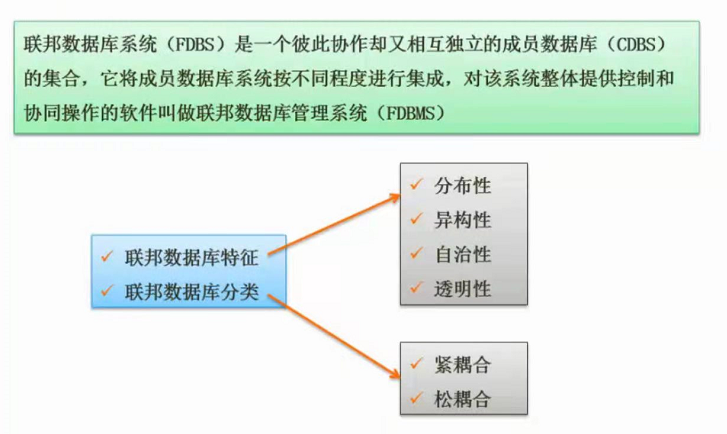 联邦数据库系统（FDBS）是一个彼此协作却又相互独立的成员数据库（CDBS）
的集合，它将成员数据库系统按不同程度进行集成，对该系统整体提供控制和
协同操作的软件叫做联邦数据库管理系统（FDBMS）
✓ 联邦数据库特征
✓ 联邦数据库分类
✓ 分布性
✓ 异构性
✓ 自治性
✓ 透明性
✓ 紧耦合
✓ 松耦合